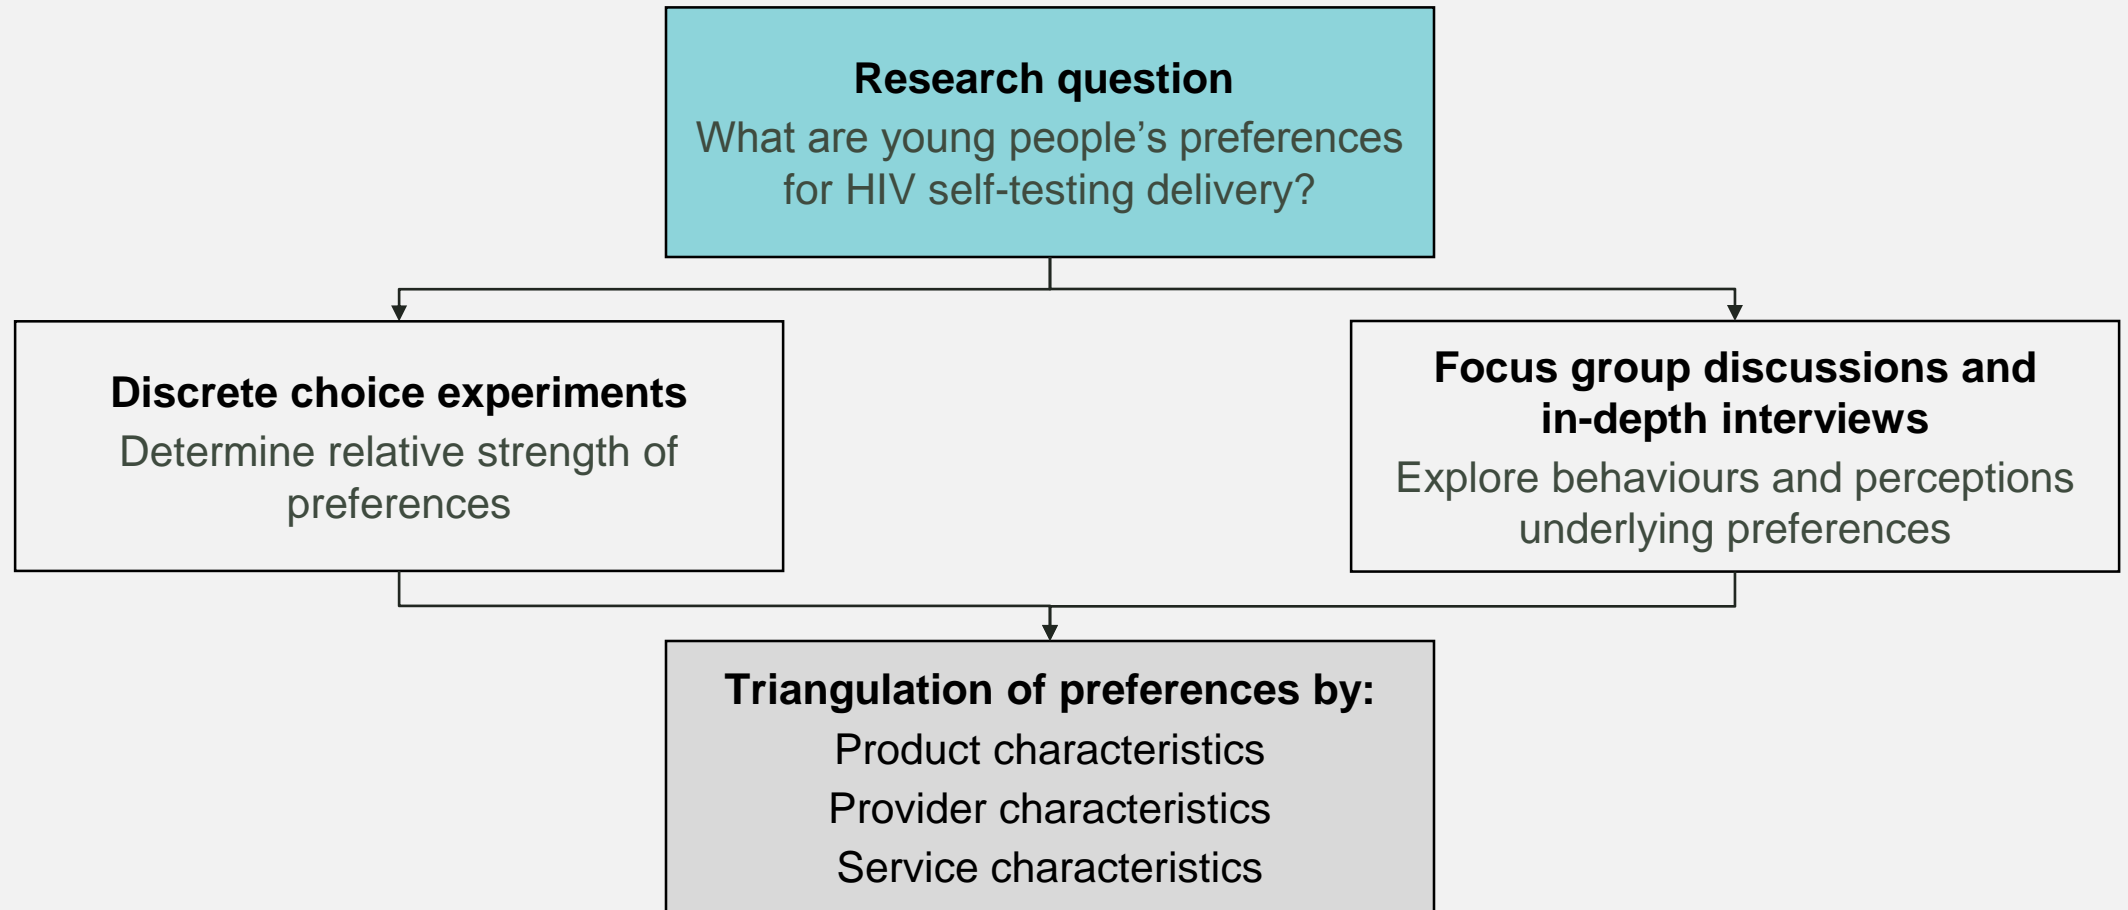 Research question
What are young people’s preferences
for HIV self-testing delivery?
Discrete choice experiments
Determine relative strength of
preferences
Focus group discussions and
in-depth interviews
Explore behaviours and perceptions
underlying preferences
Triangulation of preferences by:
Product characteristics
Provider characteristics
Service characteristics